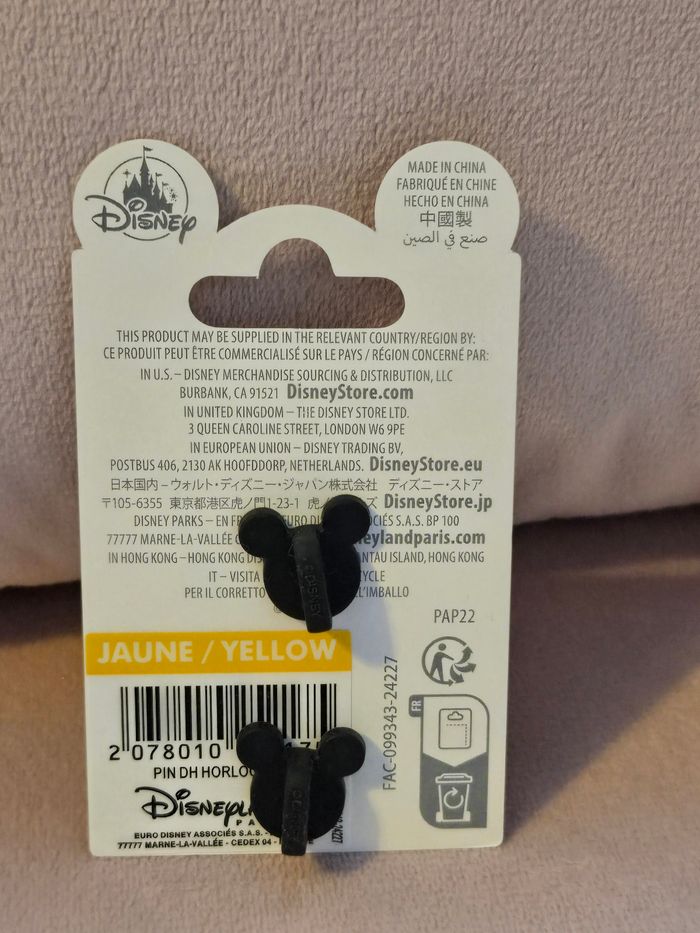 Disney
MADE IN CHINA
FABRIQUÉ EN CHINE
HECHO EN CHINA
中國製
صنع في الصين
THIS PRODUCT MAY BE SUPPLIED IN THE RELEVANT COUNTRY/REGION BY:
CE PRODUIT PEUT ÊTRE COMMERCIALISÉ SUR LE PAYS / RÉGION CONCERNÉ PAR:
IN U.S. – DISNEY MERCHANDISE SOURCING & DISTRIBUTION, LLC
BURBANK, CA 91521 DisneyStore.com
IN UNITED KINGDOM – THE DISNEY STORE LTD.
3 QUEEN CAROLINE STREET, LONDON W6 9PE
IN EUROPEAN UNION – DISNEY TRADING BV,
POSTBUS 406, 2130 AK HOOFDDORP, NETHERLANDS. DisneyStore.eu
日本国内 – ウォルト・ディズニー・ジャパン株式会社 ディズニー・ストア
〒105-6355 東京都港区虎ノ門1-23-1 DisneyStore.jp
DISNEY PARKS – EN S.A.S. BP 100
77777 MARNE-LA-VALLÉE
IN HONG KONG – HONG KONG ISLAND, HONG KONG
IT – VISITA
PER IL CORRETTO
PAP22
JAUNE / YELLOW
2 078010
PIN DH
EURO DISNEY ASSOCIÉS S.A.S.
77777 MARNE-LA-VALLÉE - CEDEX 04 -
FAC-099343-24227
FR